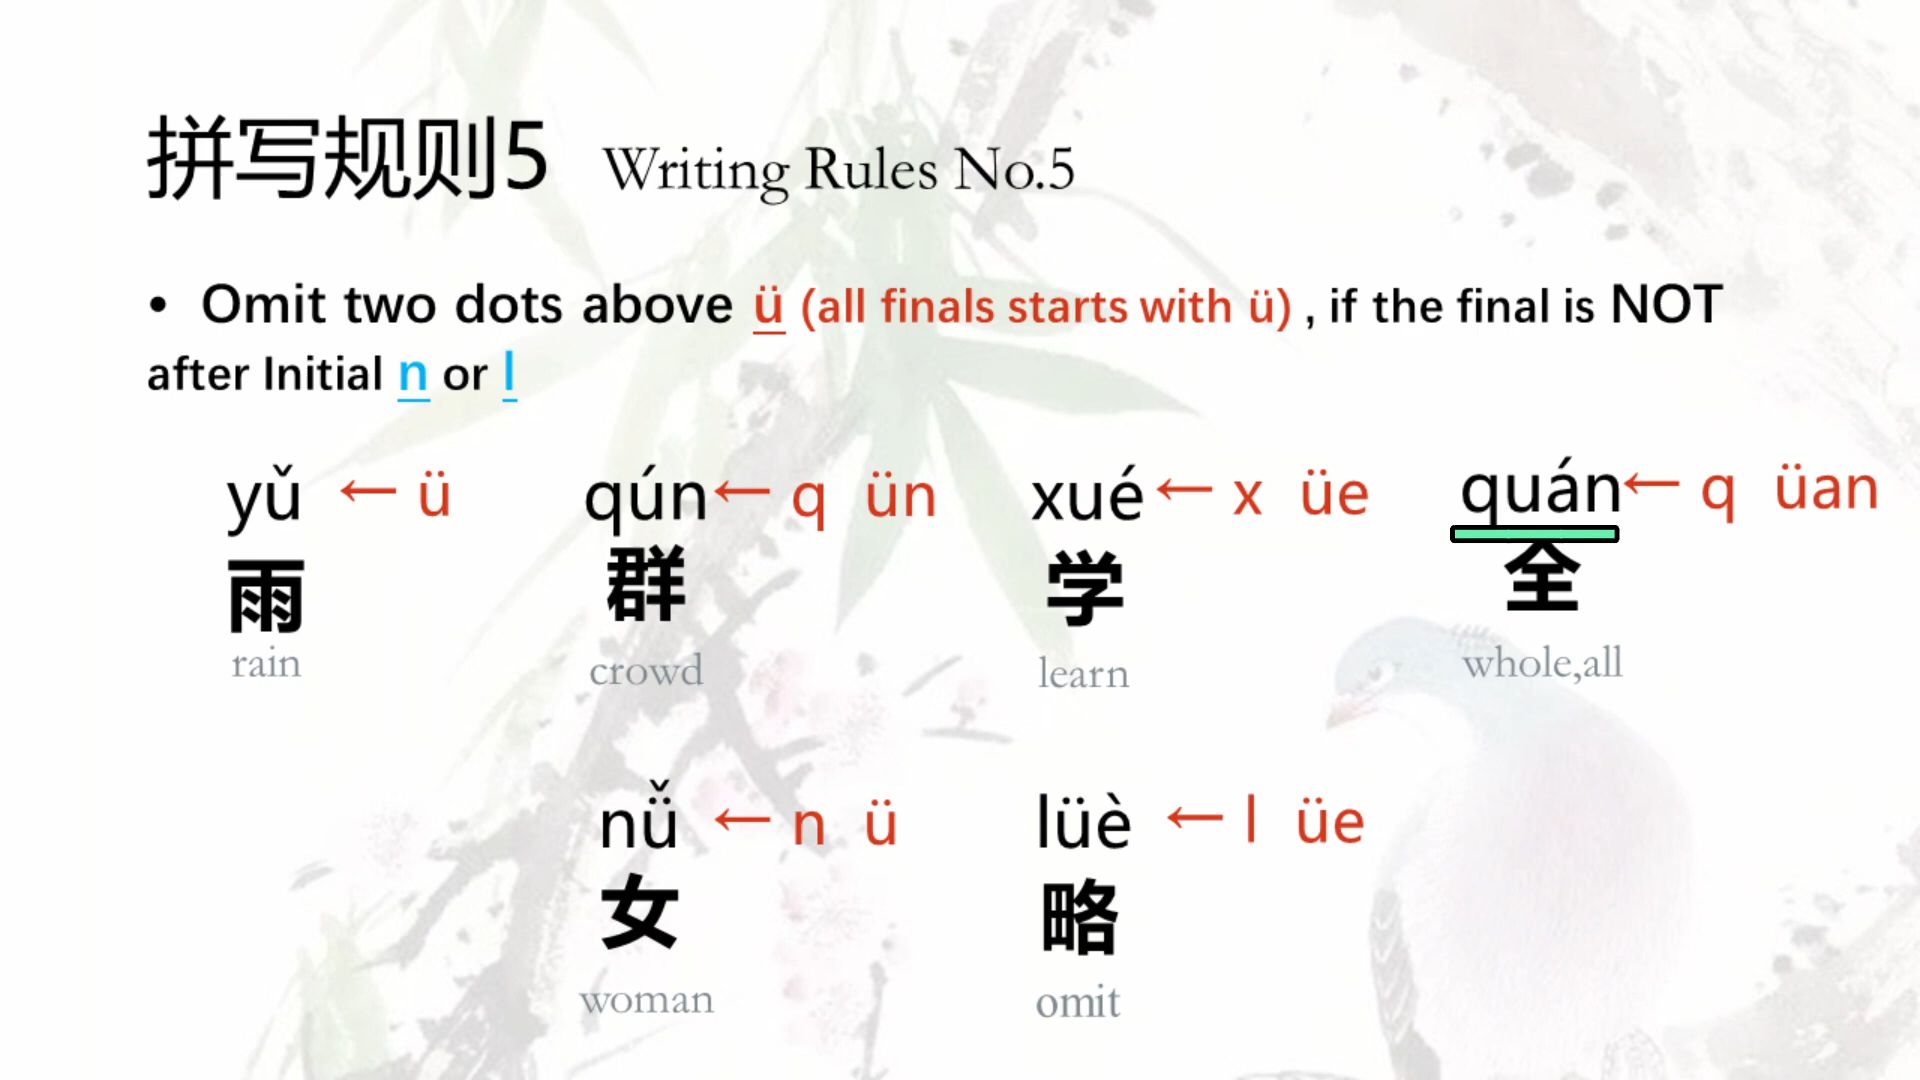 拼写规则5 Writing Rules No.5
• Omit two dots above ü (all finals starts with ü) , if the final is NOT
after Initial n or l
yǔ ← ü qún ← q ün xué ← x üe quán ← q üan
雨 群 学 全
rain crowd learn whole,all
nǚ ← n ü lüè ← l üe
女 略
woman omit